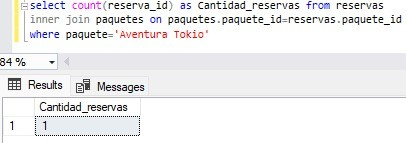 select count(reserva_id) as Cantidad_reservas from reservas
inner join paquetes on paquetes.paquete_id=reservas.paquete_id
where paquete='Aventura Tokio'
84 %
Results Messages
Cantidad_reservas
1 1